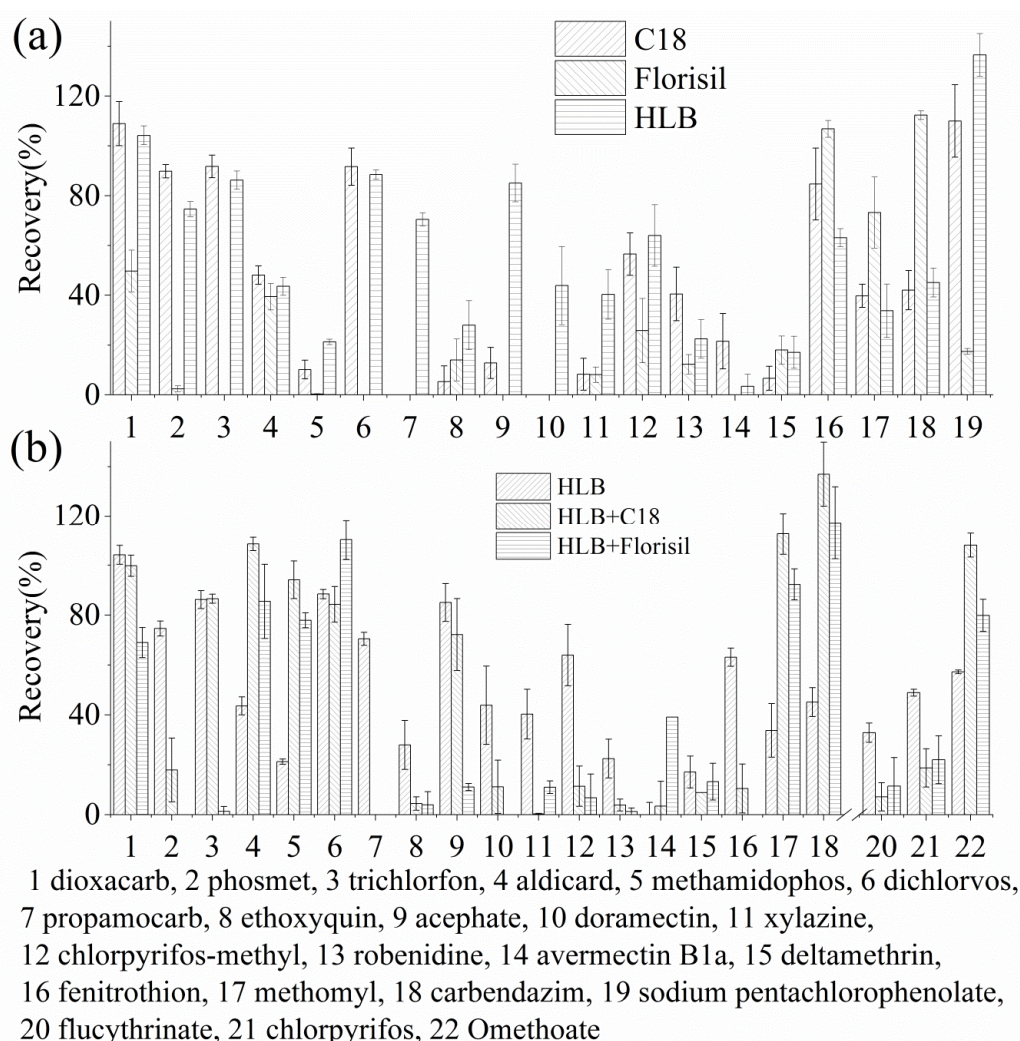 (a)
C18
Florisil
HLB
Recovery(%)
120
80
40
0
1 2 3 4 5 6 7 8 9 10 11 12 13 14 15 16 17 18 19
(b)
HLB
HLB+C18
HLB+Florisil
Recovery(%)
120
80
40
0
1 2 3 4 5 6 7 8 9 10 11 12 13 14 15 16 17 18 20 21 22
1 dioxacarb, 2 phosmet, 3 trichlorfon, 4 aldicard, 5 methamidophos, 6 dichlorvos,
7 propamocarb, 8 ethoxyquin, 9 acephate, 10 doramectin, 11 xylazine,
12 chlorpyrifos-methyl, 13 robenidine, 14 avermectin B1a, 15 deltamethrin,
16 fenitrothion, 17 methomyl, 18 carbendazim, 19 sodium pentachlorophenolate,
20 flucythrinate, 21 chlorpyrifos, 22 Omethoate